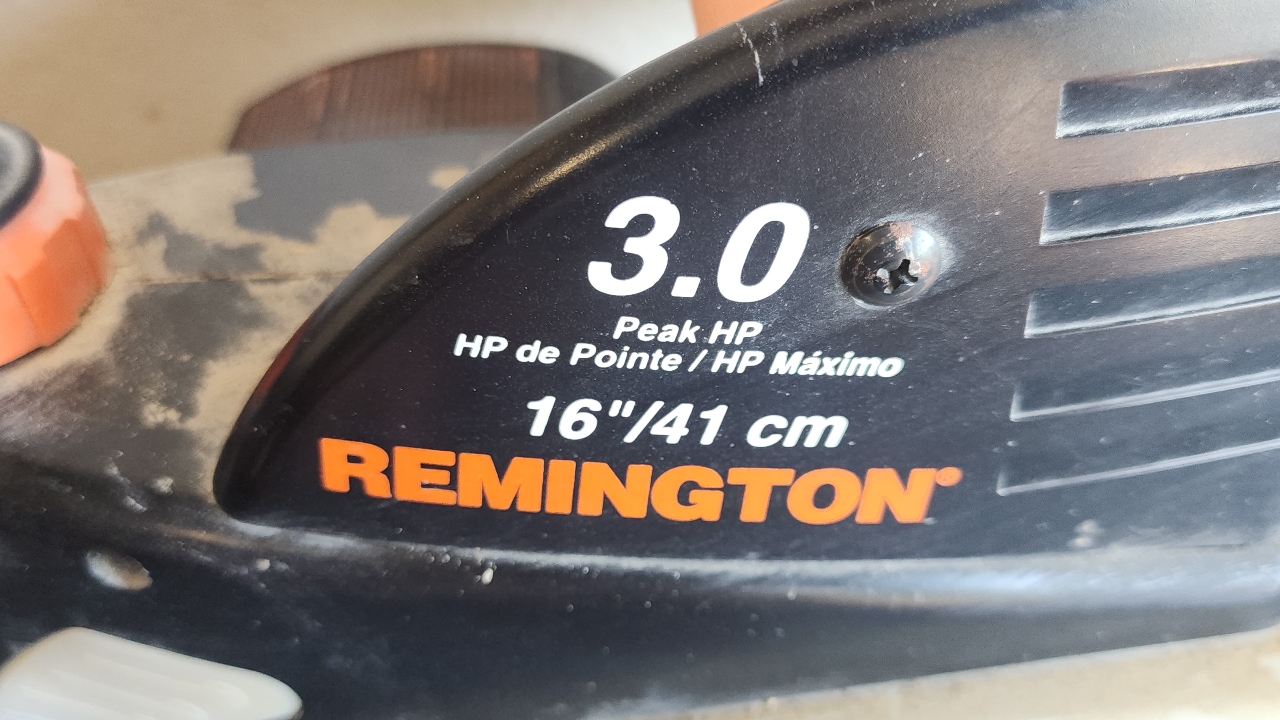 3.0
Peak HP
HP de Pointe / HP Máximo
16"/41 cm
REMINGTON®